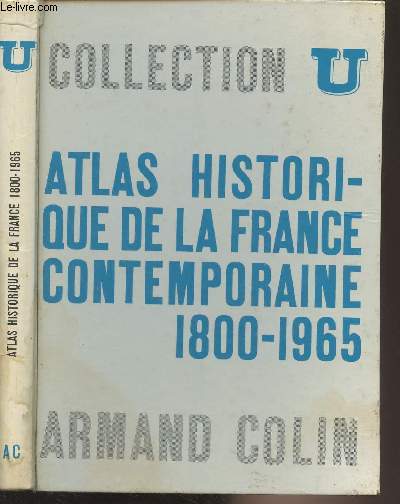 Le-livre.com
U
ATLAS HISTORIQUE DE LA FRANCE 1800-1965
AC
COLLECTION U
ATLAS HISTORI-
QUE DE LA FRANCE
CONTEMPORAINE
1800-1965
ARMAND COLIN